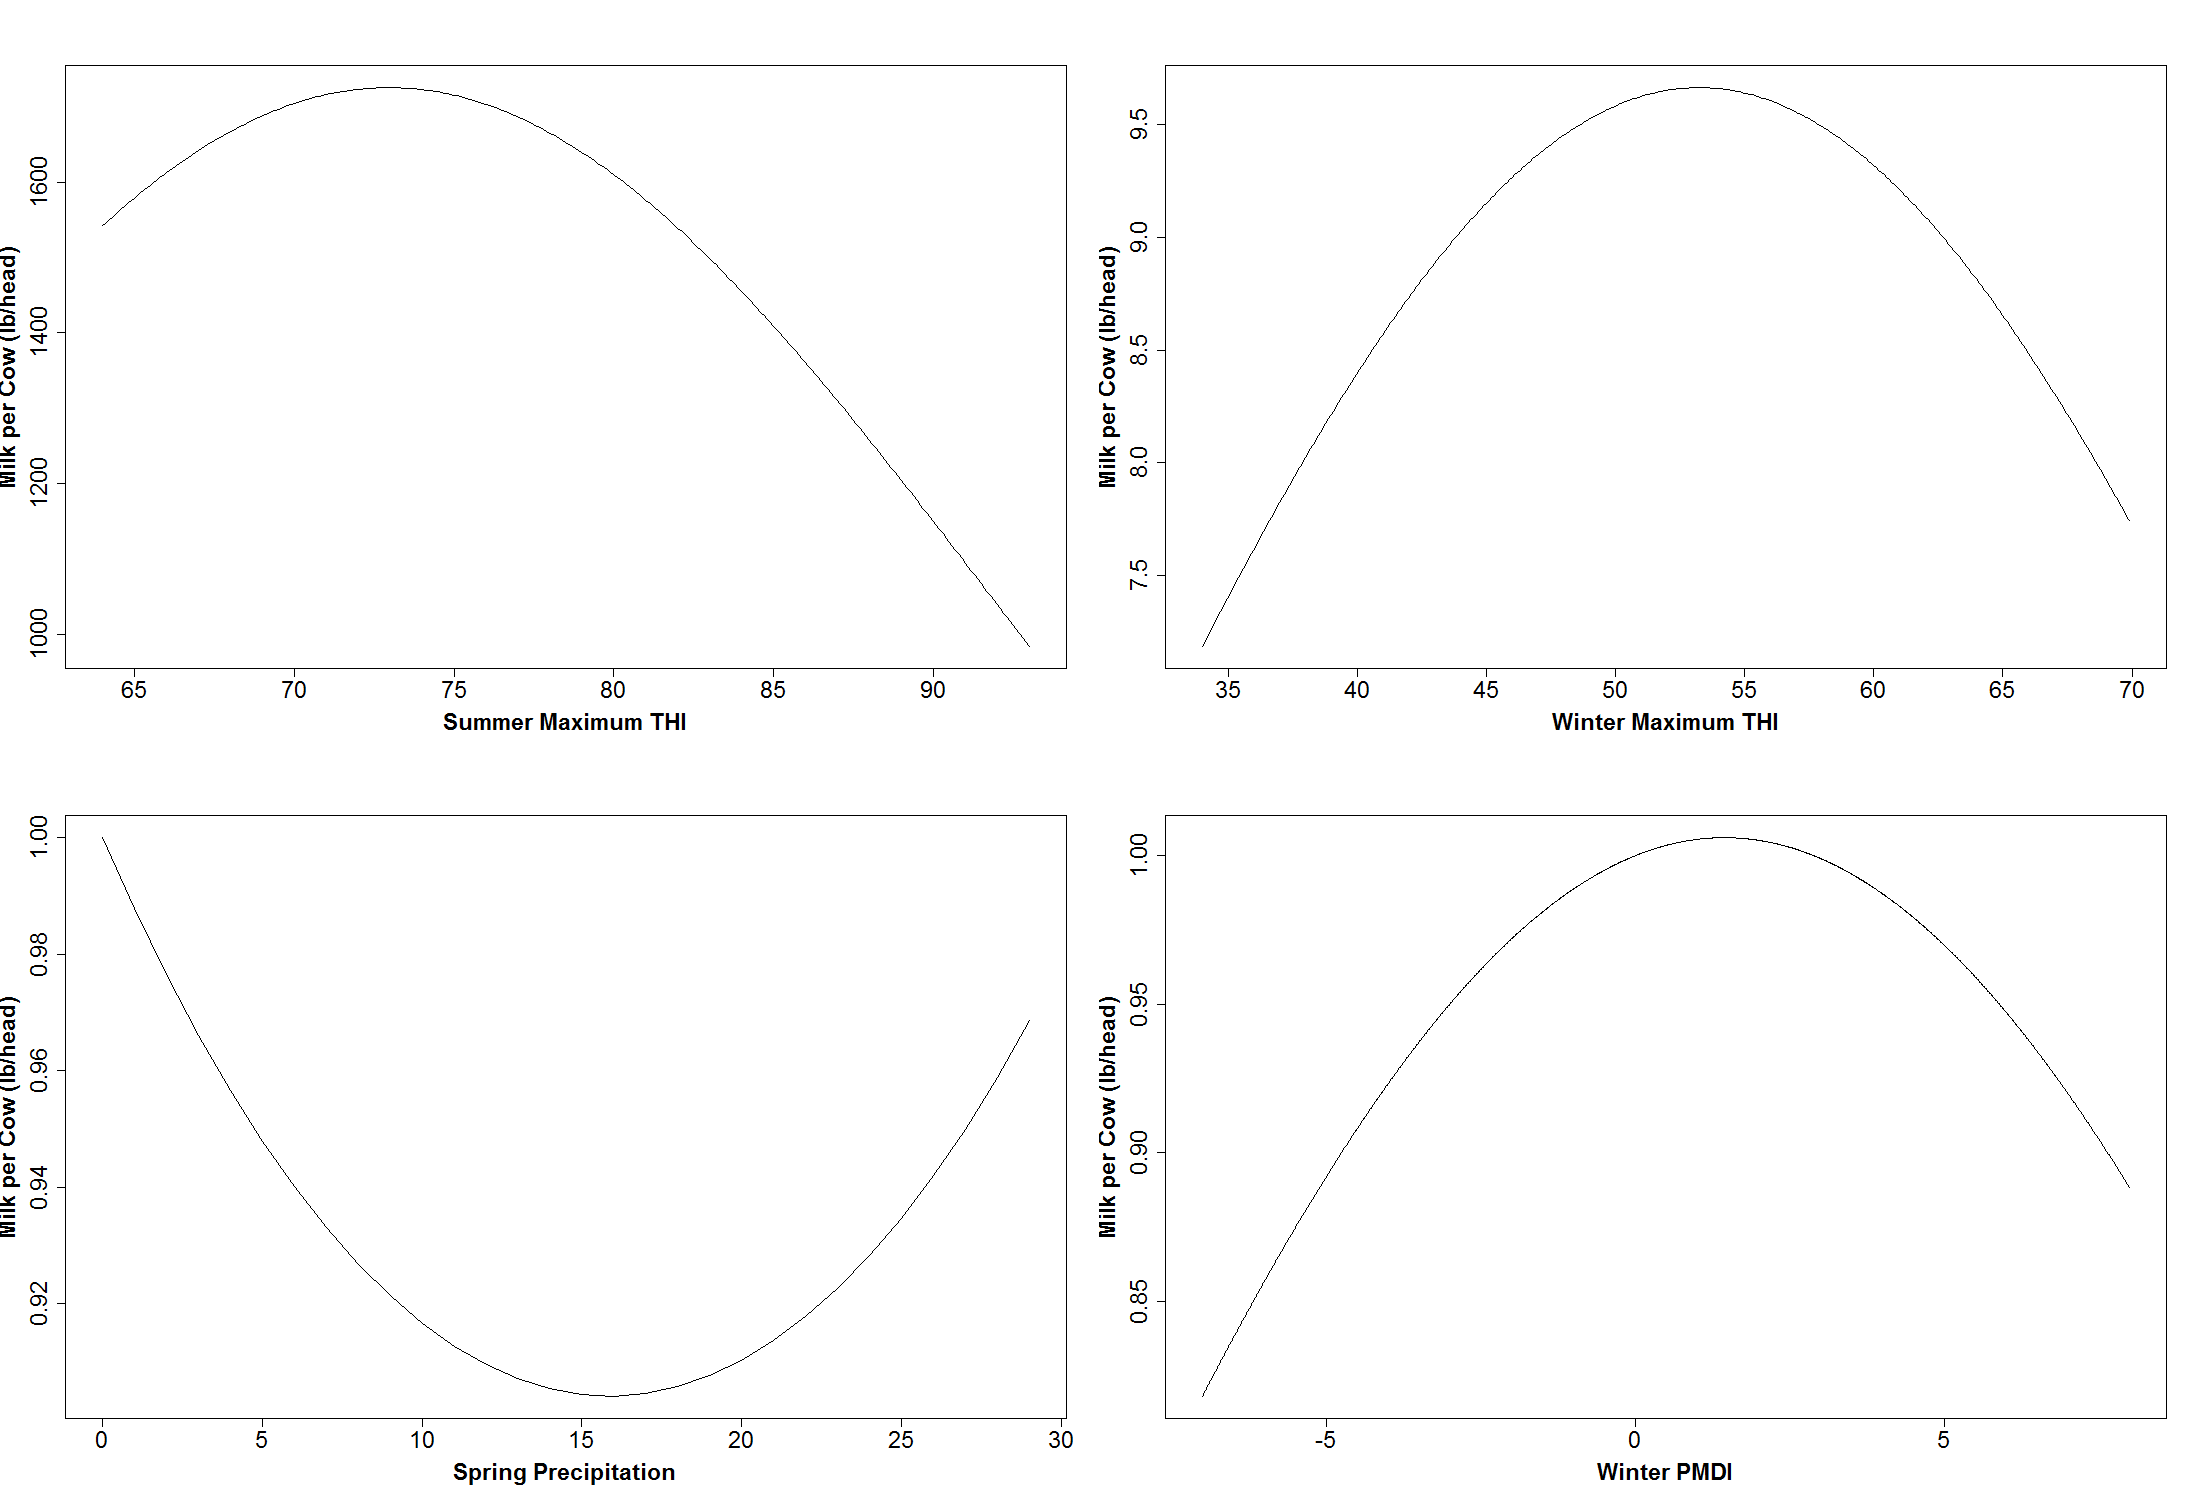 Milk per Cow (lb/head)
1600
1400
1200
1000
65 70 75 80 85 90
Summer Maximum THI
Milk per Cow (lb/head)
9.5
9.0
8.5
8.0
7.5
35 40 45 50 55 60 65 70
Winter Maximum THI
Milk per Cow (lb/head)
1.00
0.98
0.96
0.94
0.92
0 5 10 15 20 25 30
Spring Precipitation
Milk per Cow (lb/head)
1.00
0.95
0.90
0.85
-5 0 5
Winter PMDI